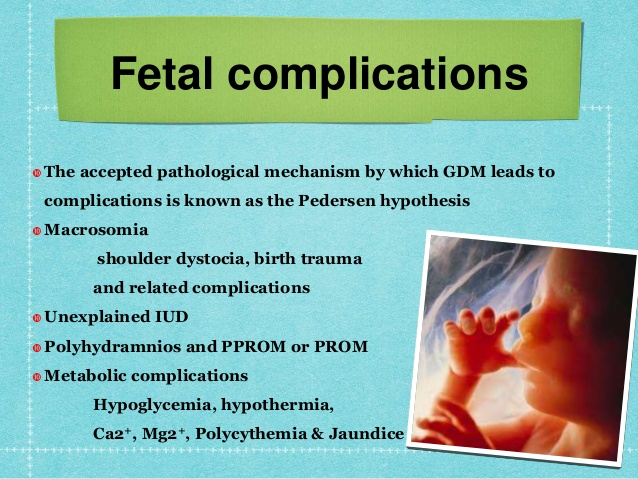 Fetal complications
The accepted pathological mechanism by which GDM leads to
complications is known as the Pedersen hypothesis
Macrosomia
shoulder dystocia, birth trauma
and related complications
Unexplained IUD
Polyhydramnios and PPROM or PROM
Metabolic complications
Hypoglycemia, hypothermia,
Ca2⁺, Mg2⁺, Polycythemia & Jaundice